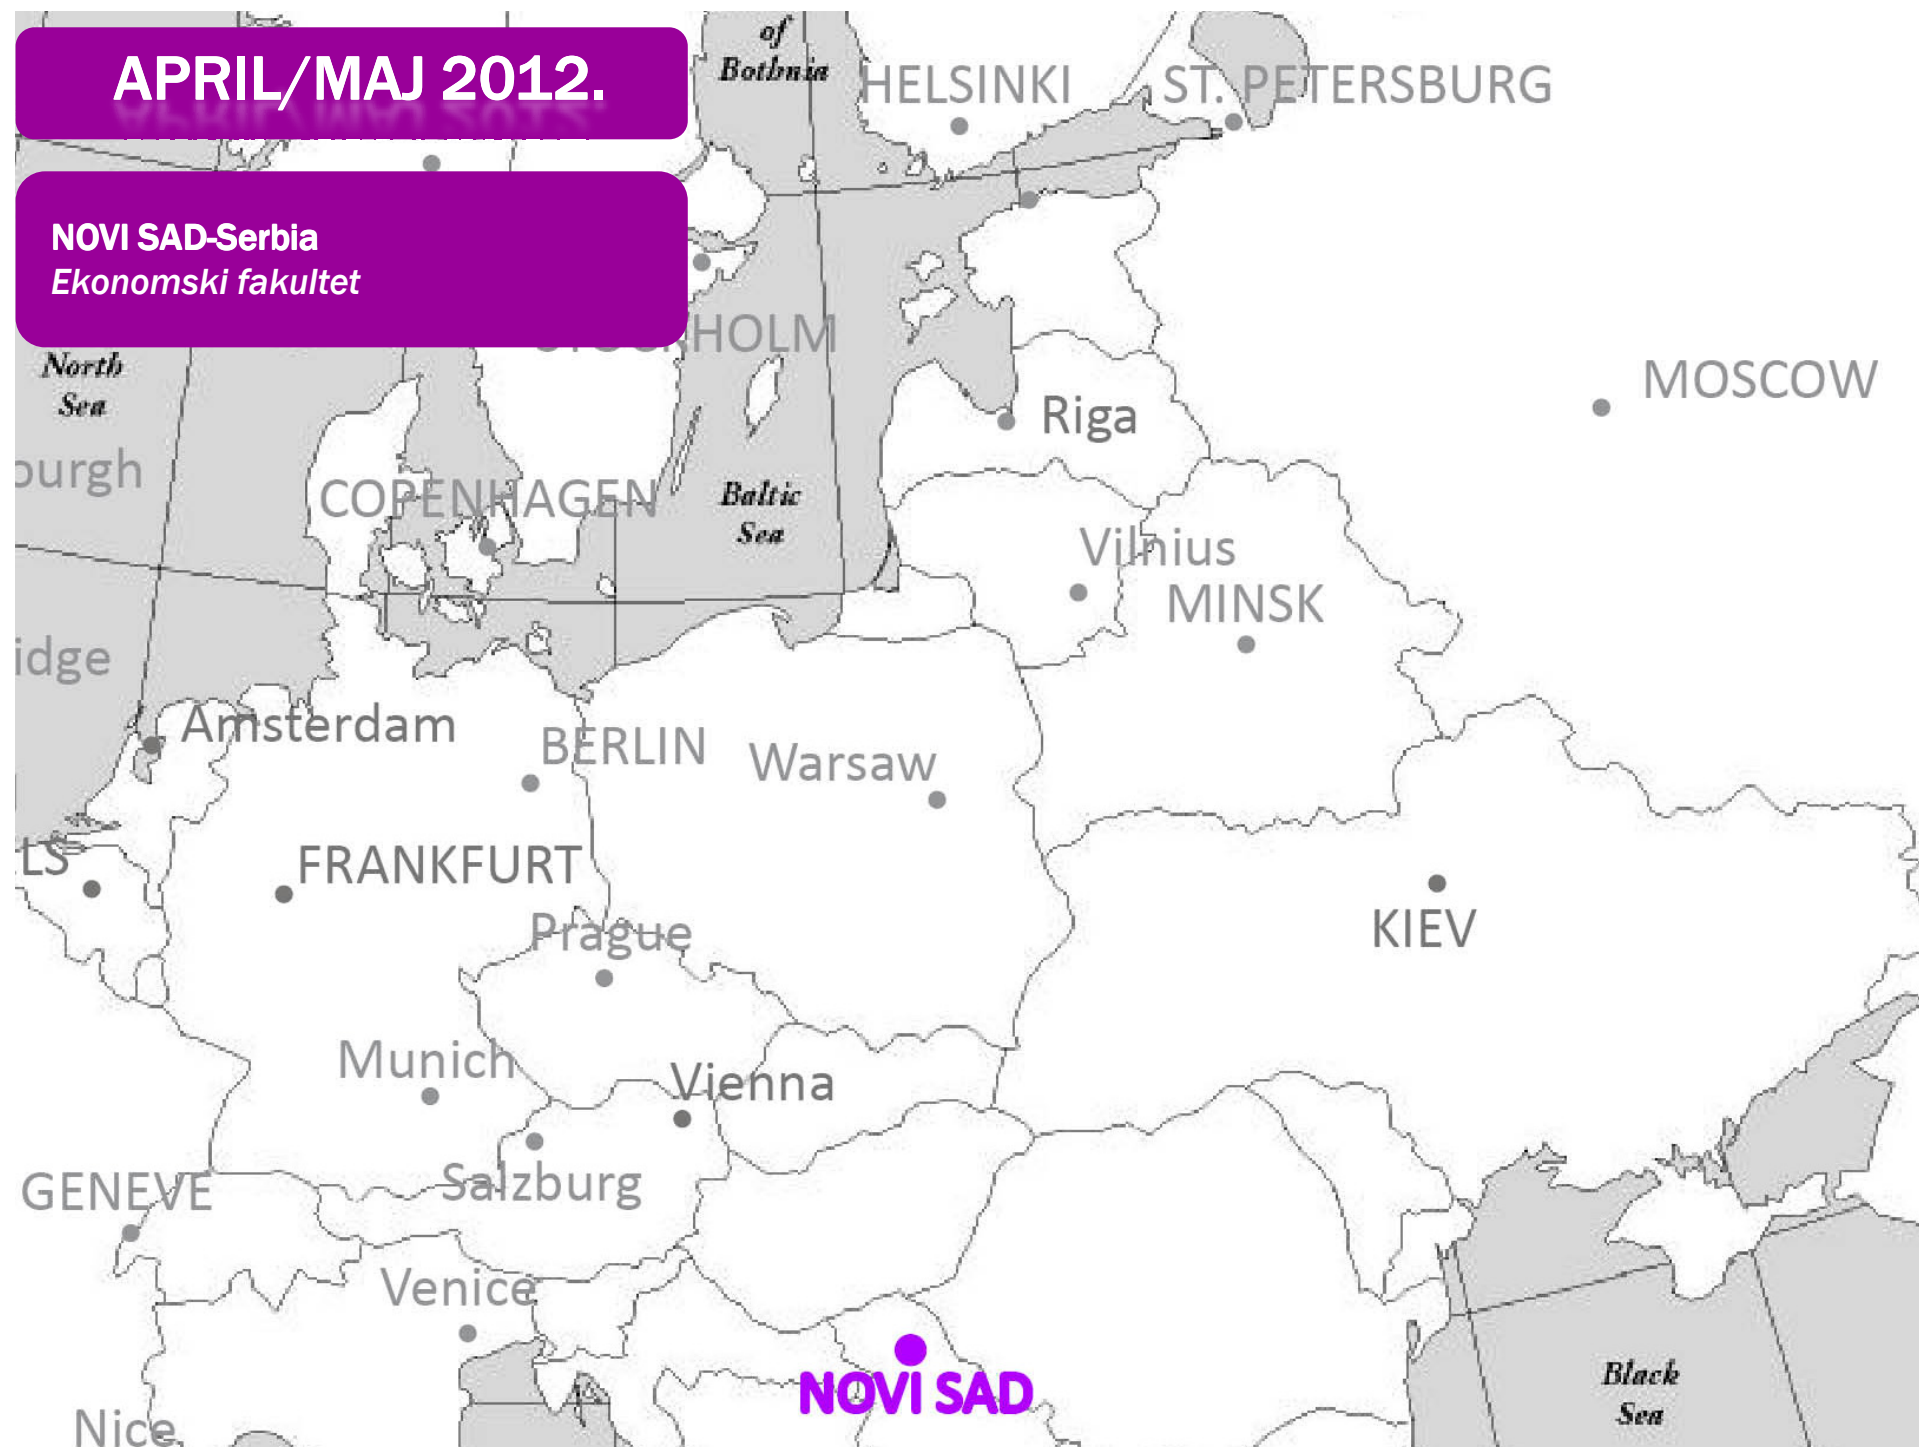 APRIL/MAJ 2012.
NOVI SAD-Serbia
Ekonomski fakultet
of
Bothnia
HELSINKI
ST. PETERSBURG
HOLM
North
Sea
MOSCOW
Riga
burgh
COPENHAGEN
Baltic
Sea
Vilnius
MINSK
idge
Amsterdam
BERLIN
Warsaw
LS
FRANKFURT
KIEV
Prague
Munich
Vienna
Salzburg
GENEVE
Venice
NOVI SAD
Black
Sea
Nice